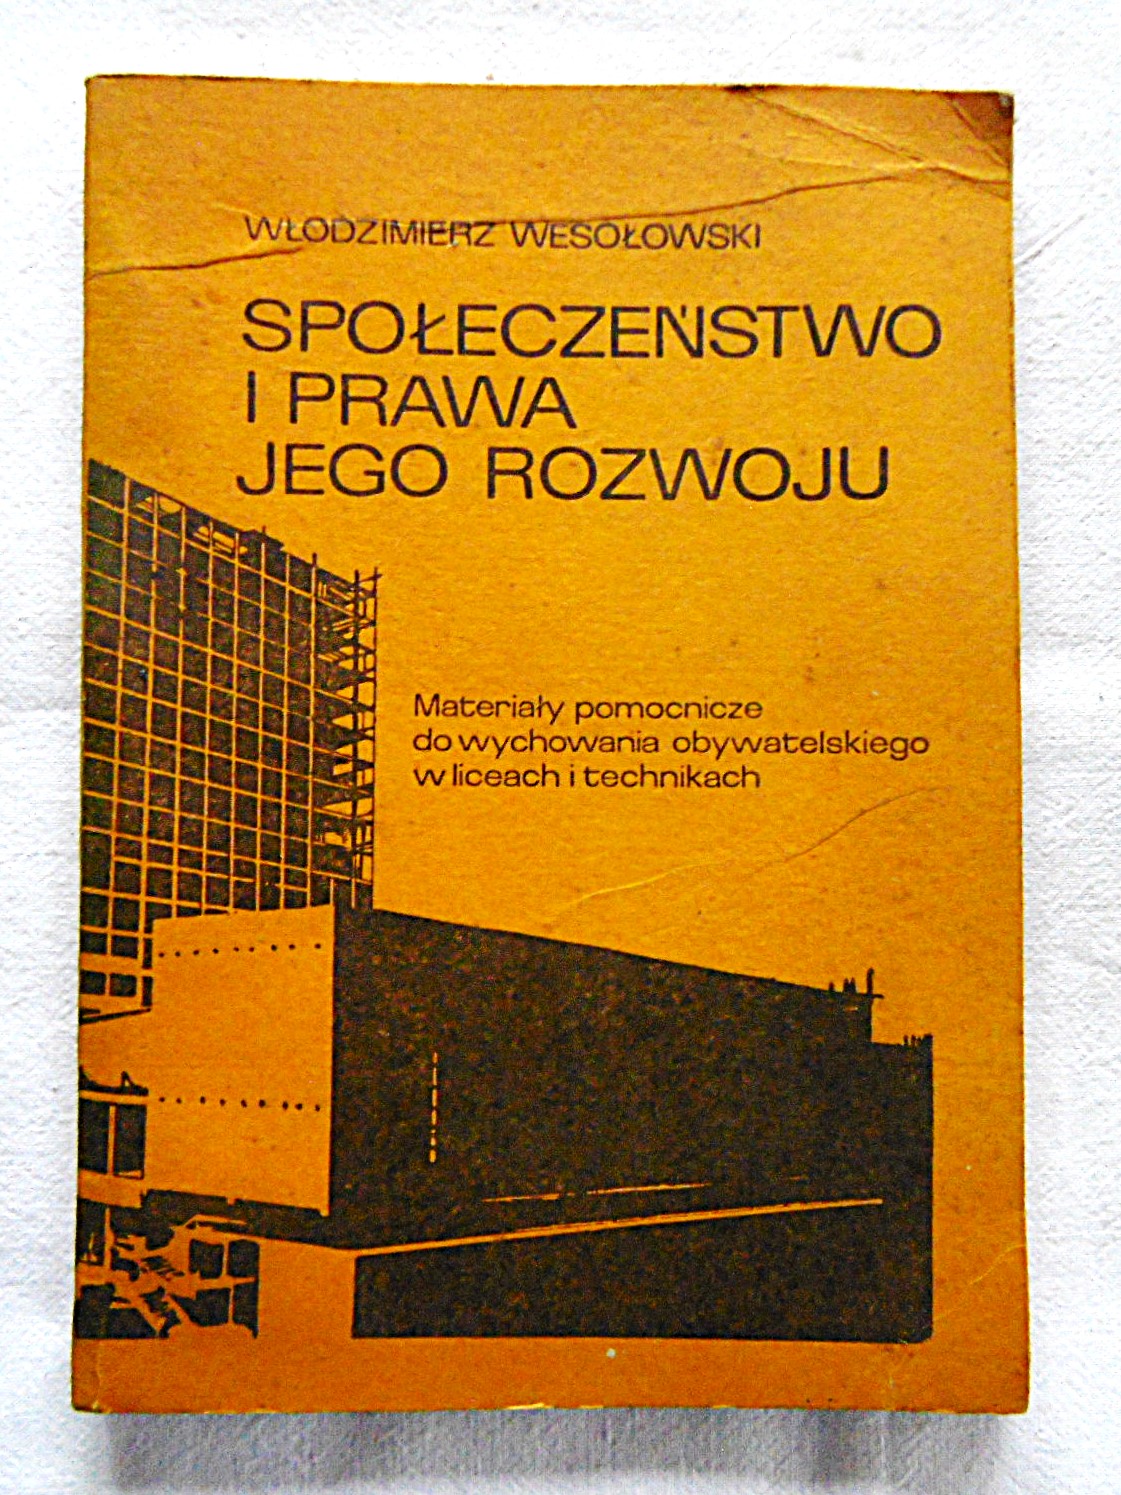 WŁODZIMIERZ WESOŁOWSKI
SPOŁECZEŃSTWO
I PRAWA
JEGO ROZWOJU
Materiały pomocnicze
do wychowania obywatelskiego
w liceach i technikach